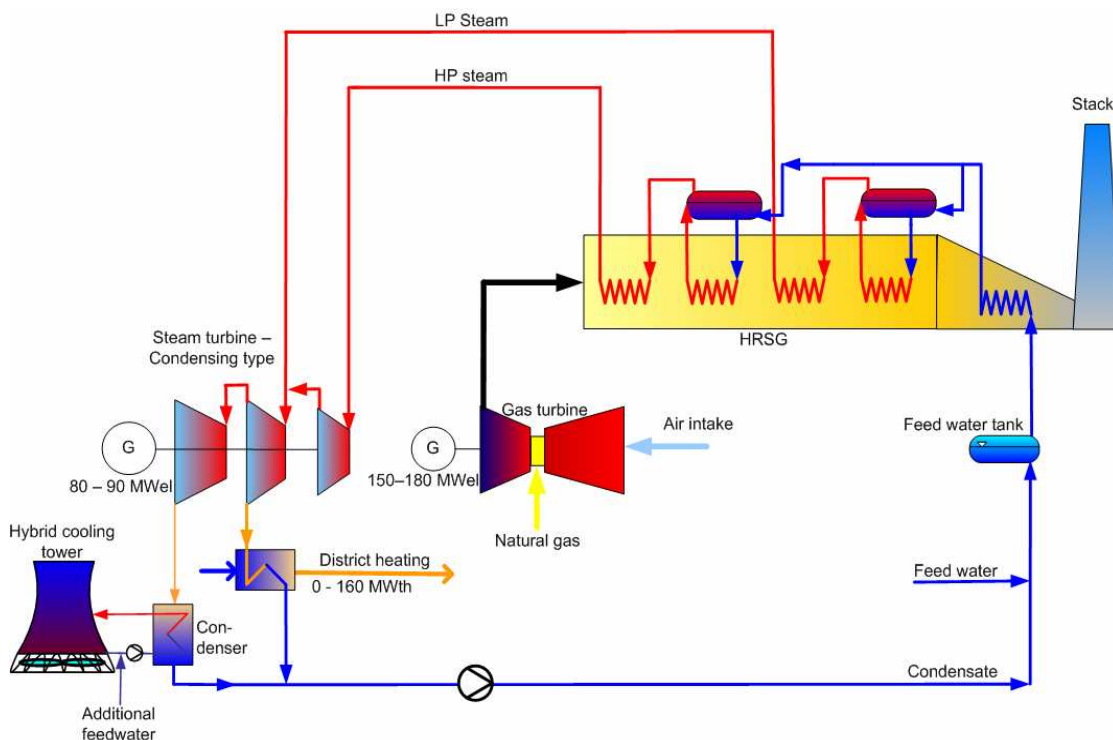 LP Steam
HP steam
Stack
HRSG
Steam turbine –
Condensing type
Gas turbine
Air intake
Feed water tank
G
80 – 90 MWel
G
150–180 MWel
Natural gas
Hybrid cooling
tower
District heating
0 - 160 MWth
Feed water
Con-
denser
Condensate
Additional
feedwater